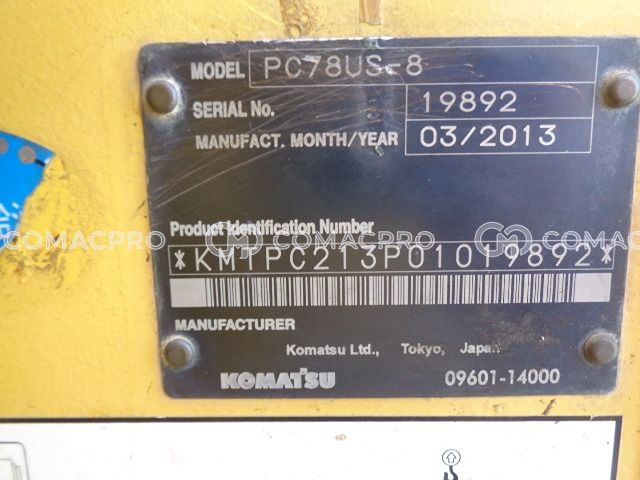 MODEL PC78US-8
SERIAL No. 19892
MANUFACT. MONTH/YEAR 03/2013
Product Identification Number
*KMTPC213P01019892*
MANUFACTURER
Komatsu Ltd., Tokyo, Japan
KOMATSU 09601-14000
COMACPRO COMACPRO COMACPRO